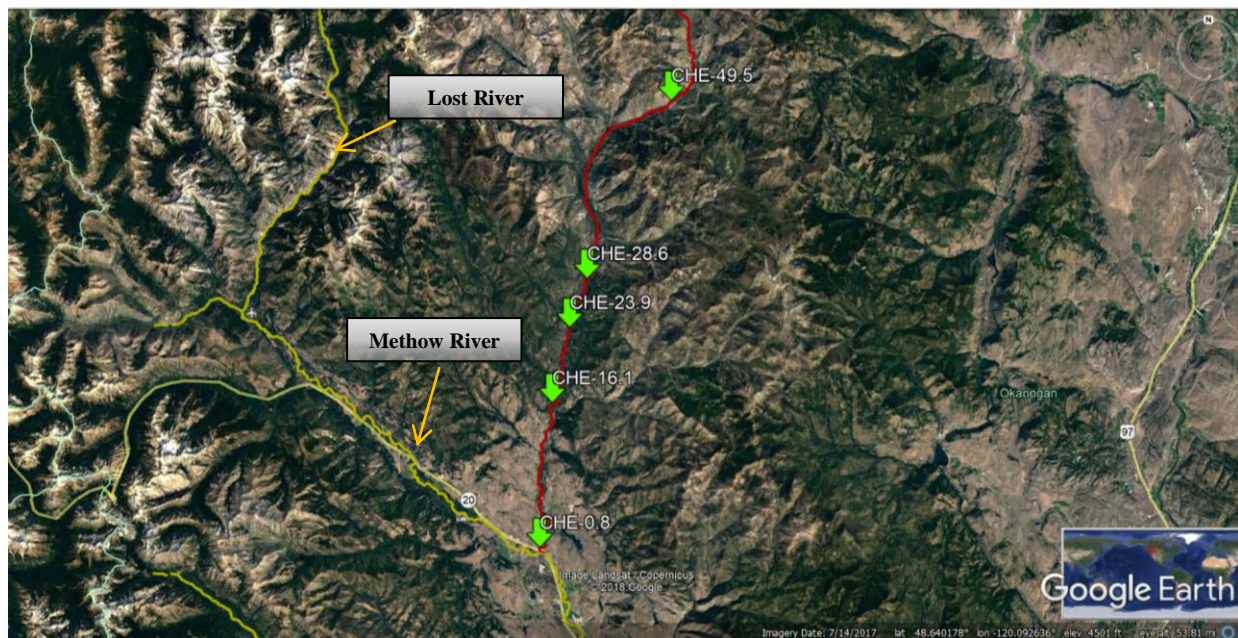 N
CHE-49.5
Lost River
CHE-28.6
CHE-23.9
Methow River
CHE-16.1
Okanogan
97
20
CHE-0.8
Image Landsat / Copernicus
© 2018 Google
Google Earth
Imagery Date: 7/14/2017 lat 48.640178° lon -120.092636° elev 4501 ft eye alt 53.81 mi